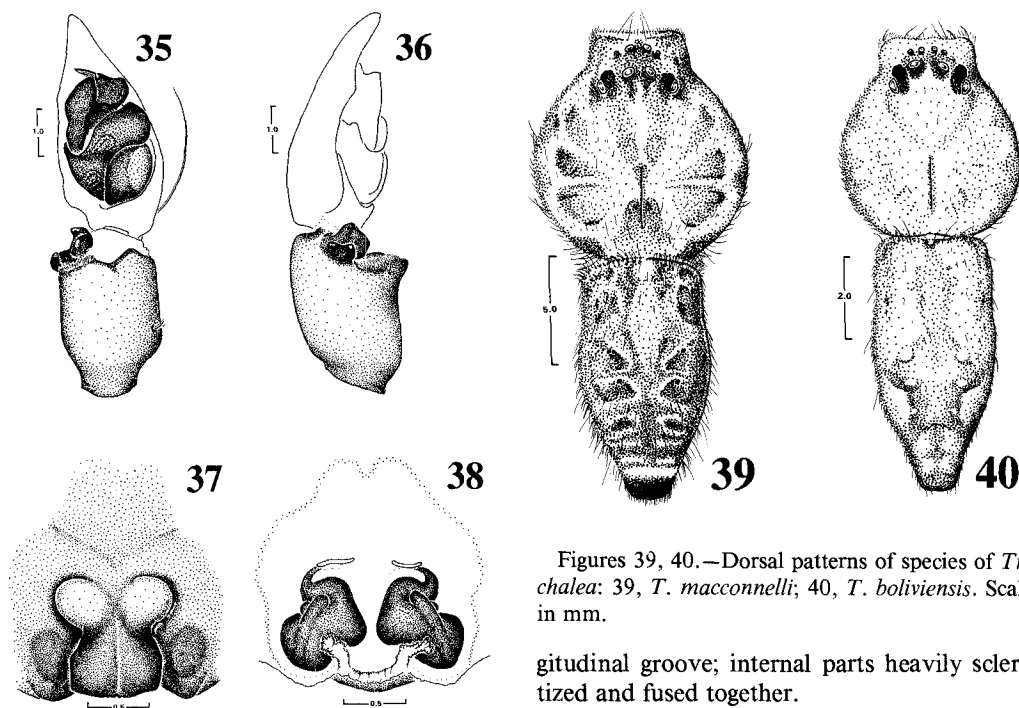 35
36
1.0
1.0
5.0
2.0
39
40
37
38
0.5
0.5
Figures 39, 40.—Dorsal patterns of species of
chalea: 39, T. macconnelli; 40, T. boliviensis.
in mm.
gitudinal groove; internal parts heavily
tized and fused together.